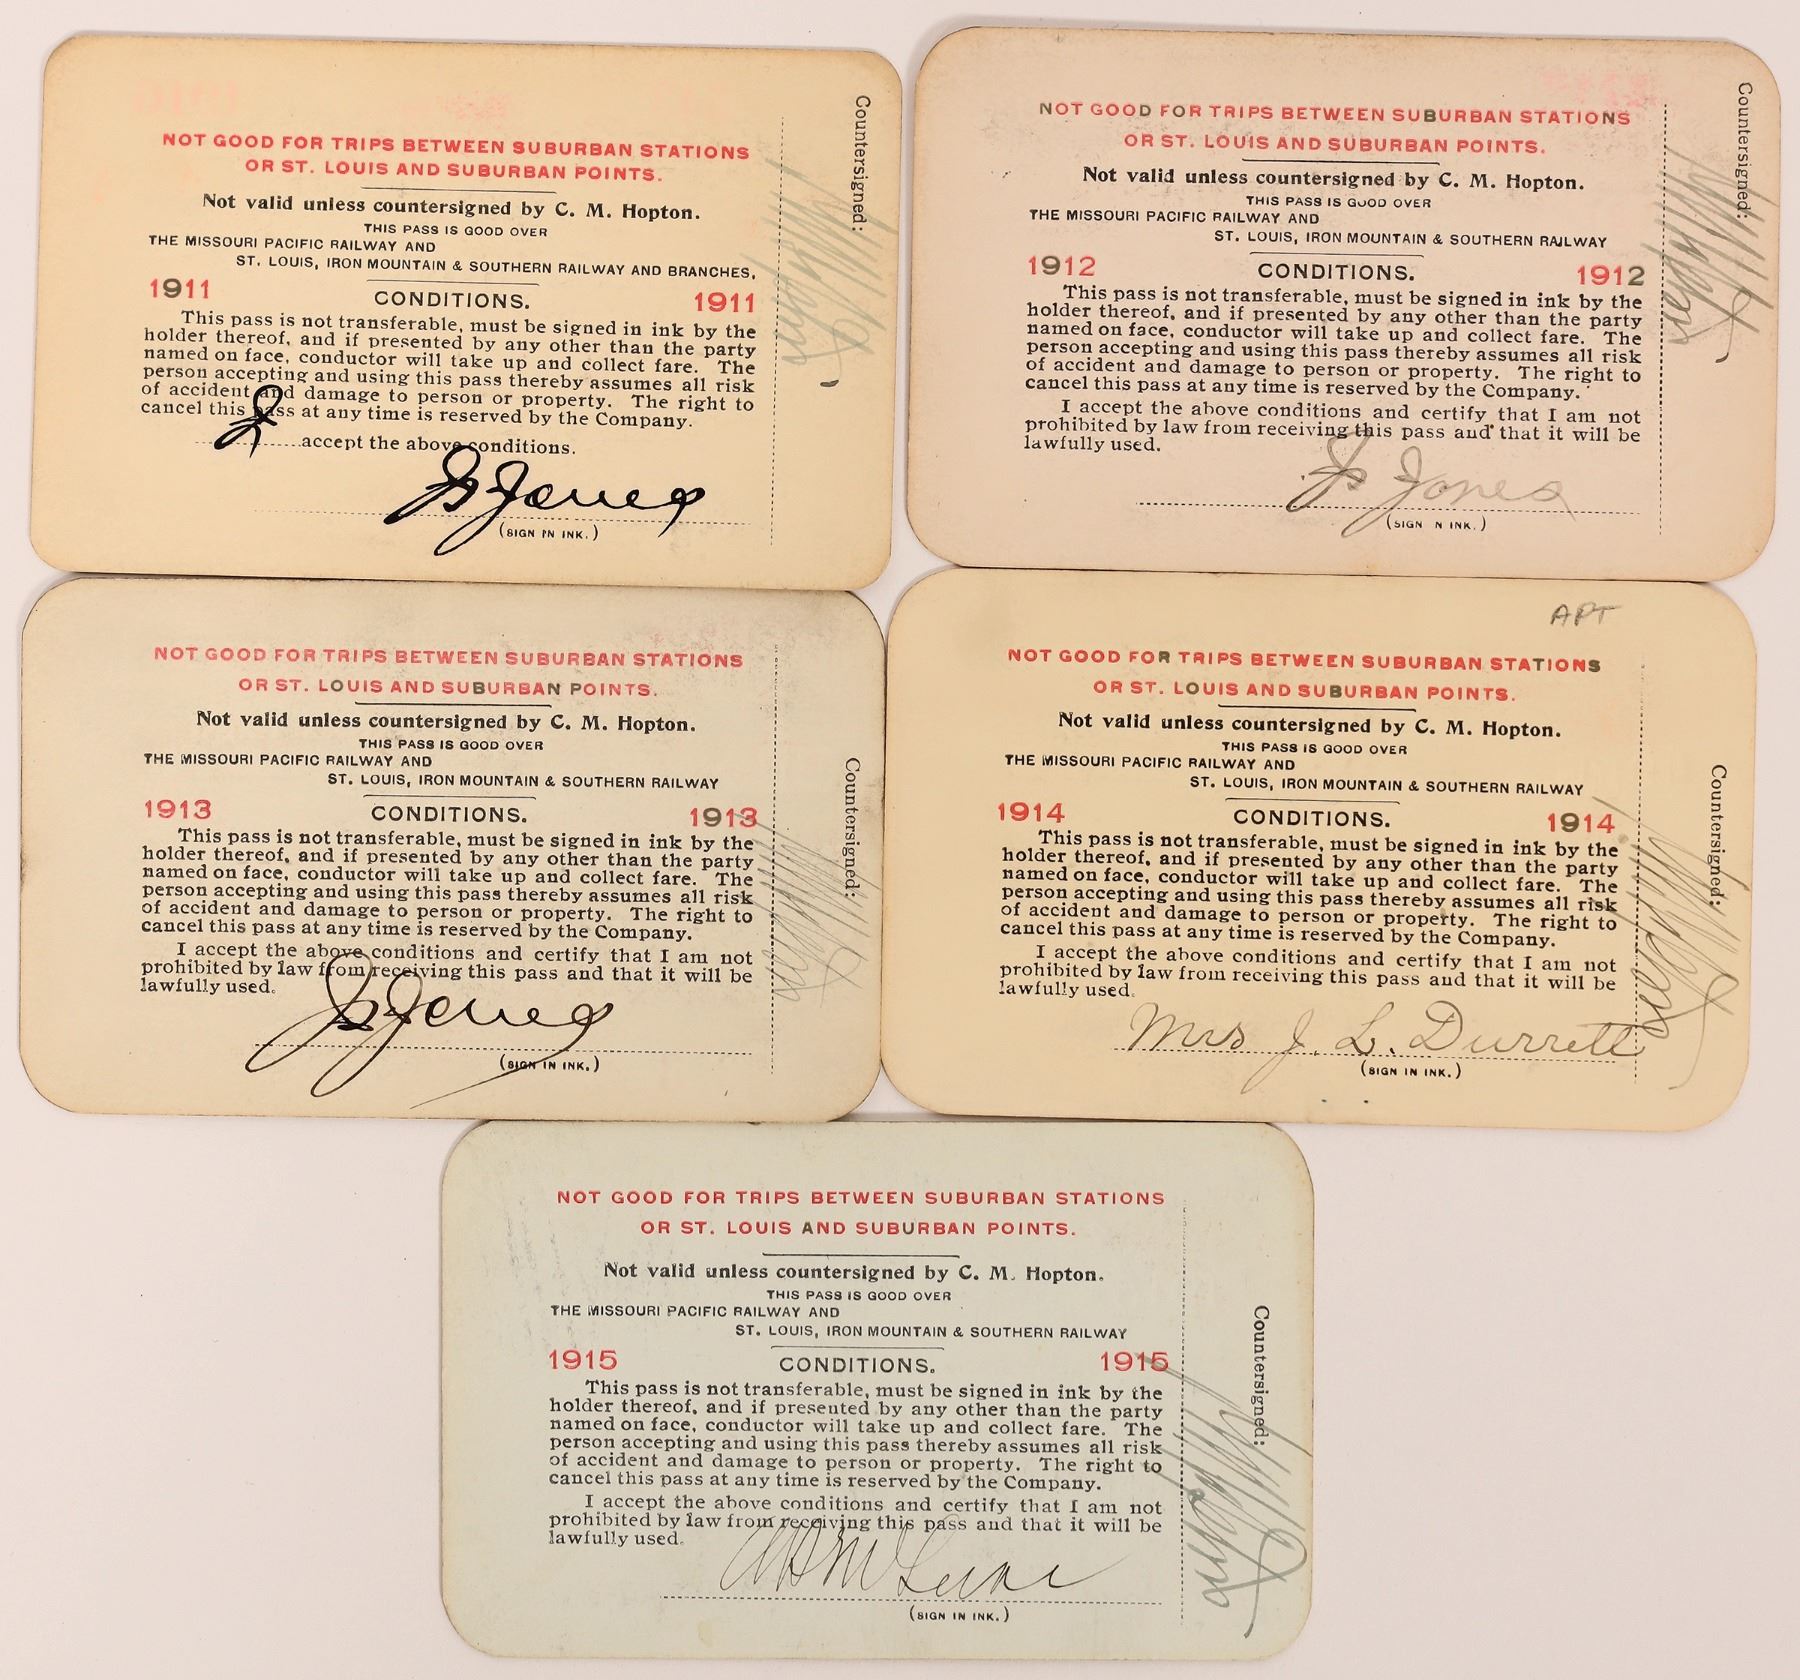 NOT GOOD FOR TRIPS BETWEEN SUBURBAN STATIONS
OR ST. LOUIS AND SUBURBAN POINTS.
Not valid unless countersigned by C. M. Hopton.
THIS PASS IS GOOD OVER
THE MISSOURI PACIFIC RAILWAY AND
ST. LOUIS, IRON MOUNTAIN & SOUTHERN RAILWAY AND BRANCHES,
1911 CONDITIONS. 1911
This pass is not transferable, must be signed in ink by the
holder thereof, and if presented by any other than the party
named on face, conductor will take up and collect fare. The
person accepting and using this pass thereby assumes all risk
of accident and damage to person or property. The right to
cancel this pass at any time is reserved by the Company.
I accept the above conditions.
Jones
(SIGN IN INK.)
Countersigned:
NOT GOOD FOR TRIPS BETWEEN SUBURBAN STATIONS
OR ST. LOUIS AND SUBURBAN POINTS.
Not valid unless countersigned by C. M. Hopton.
THIS PASS IS GOOD OVER
THE MISSOURI PACIFIC RAILWAY AND
ST. LOUIS, IRON MOUNTAIN & SOUTHERN RAILWAY
1912 CONDITIONS. 1912
This pass is not transferable, must be signed in ink by the
holder thereof, and if presented by any other than the party
named on face, conductor will take up and collect fare. The
person accepting and using this pass thereby assumes all risk
of accident and damage to person or property. The right to
cancel this pass at any time is reserved by the Company.
I accept the above conditions and certify that I am not
prohibited by law from receiving this pass and that it will be
lawfully used.
Jones
(SIGN IN INK.)
Countersigned:
NOT GOOD FOR TRIPS BETWEEN SUBURBAN STATIONS
OR ST. LOUIS AND SUBURBAN POINTS.
Not valid unless countersigned by C. M. Hopton.
THIS PASS IS GOOD OVER
THE MISSOURI PACIFIC RAILWAY AND
ST. LOUIS, IRON MOUNTAIN & SOUTHERN RAILWAY
1913 CONDITIONS. 1913
This pass is not transferable, must be signed in ink by the
holder thereof, and if presented by any other than the party
named on face, conductor will take up and collect fare. The
person accepting and using this pass thereby assumes all risk
of accident and damage to person or property. The right to
cancel this pass at any time is reserved by the Company.
I accept the above conditions and certify that I am not
prohibited by law from receiving this pass and that it will be
lawfully used.
Jones
(SIGN IN INK.)
Countersigned:
APT
NOT GOOD FOR TRIPS BETWEEN SUBURBAN STATIONS
OR ST. LOUIS AND SUBURBAN POINTS.
Not valid unless countersigned by C. M. Hopton.
THIS PASS IS GOOD OVER
THE MISSOURI PACIFIC RAILWAY AND
ST. LOUIS, IRON MOUNTAIN & SOUTHERN RAILWAY
1914 CONDITIONS. 1914
This pass is not transferable, must be signed in ink by the
holder thereof, and if presented by any other than the party
named on face, conductor will take up and collect fare. The
person accepting and using this pass thereby assumes all risk
of accident and damage to person or property. The right to
cancel this pass at any time is reserved by the Company.
I accept the above conditions and certify that I am not
prohibited by law from receiving this pass and that it will be
lawfully used.
Mrs J. L. Durrett
(SIGN IN INK.)
Countersigned:
NOT GOOD FOR TRIPS BETWEEN SUBURBAN STATIONS
OR ST. LOUIS AND SUBURBAN POINTS.
Not valid unless countersigned by C. M. Hopton.
THIS PASS IS GOOD OVER
THE MISSOURI PACIFIC RAILWAY AND
ST. LOUIS, IRON MOUNTAIN & SOUTHERN RAILWAY
1915 CONDITIONS. 1915
This pass is not transferable, must be signed in ink by the
holder thereof, and if presented by any other than the party
named on face, conductor will take up and collect fare. The
person accepting and using this pass thereby assumes all risk
of accident and damage to person or property. The right to
cancel this pass at any time is reserved by the Company.
I accept the above conditions and certify that I am not
prohibited by law from receiving this pass and that it will be
lawfully used.
(SIGN IN INK.)
Countersigned: